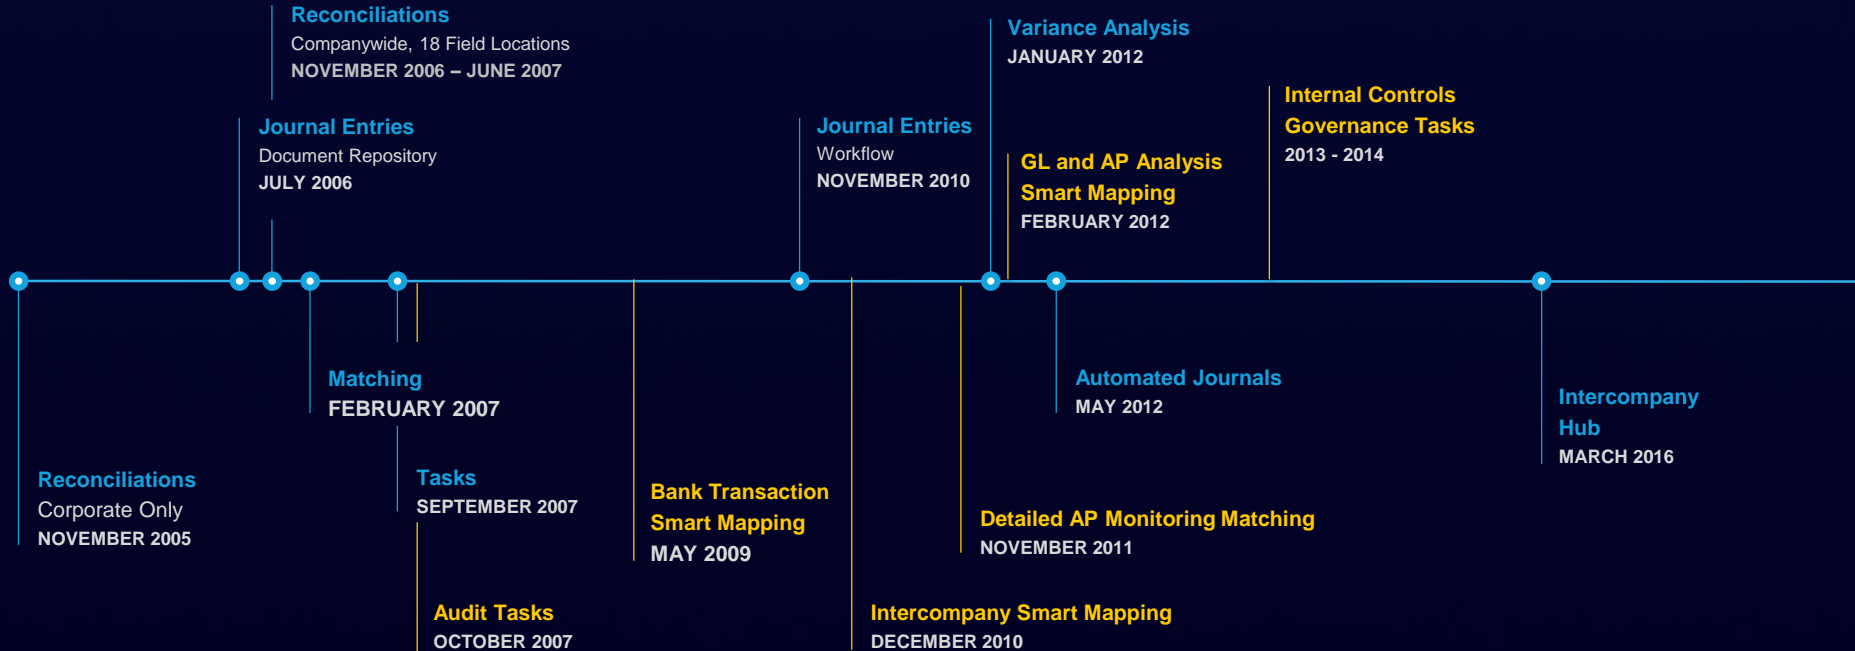 Reconciliations
Companywide, 18 Field Locations
NOVEMBER 2006 – JUNE 2007
Journal Entries
Document Repository
JULY 2006
Journal Entries
Workflow
NOVEMBER 2010
Variance Analysis
JANUARY 2012
GL and AP Analysis
Smart Mapping
FEBRUARY 2012
Internal Controls
Governance Tasks
2013 - 2014
Reconciliations
Corporate Only
NOVEMBER 2005
Matching
FEBRUARY 2007
Tasks
SEPTEMBER 2007
Audit Tasks
OCTOBER 2007
Bank Transaction
Smart Mapping
MAY 2009
Intercompany Smart Mapping
DECEMBER 2010
Detailed AP Monitoring Matching
NOVEMBER 2011
Automated Journals
MAY 2012
Intercompany
Hub
MARCH 2016